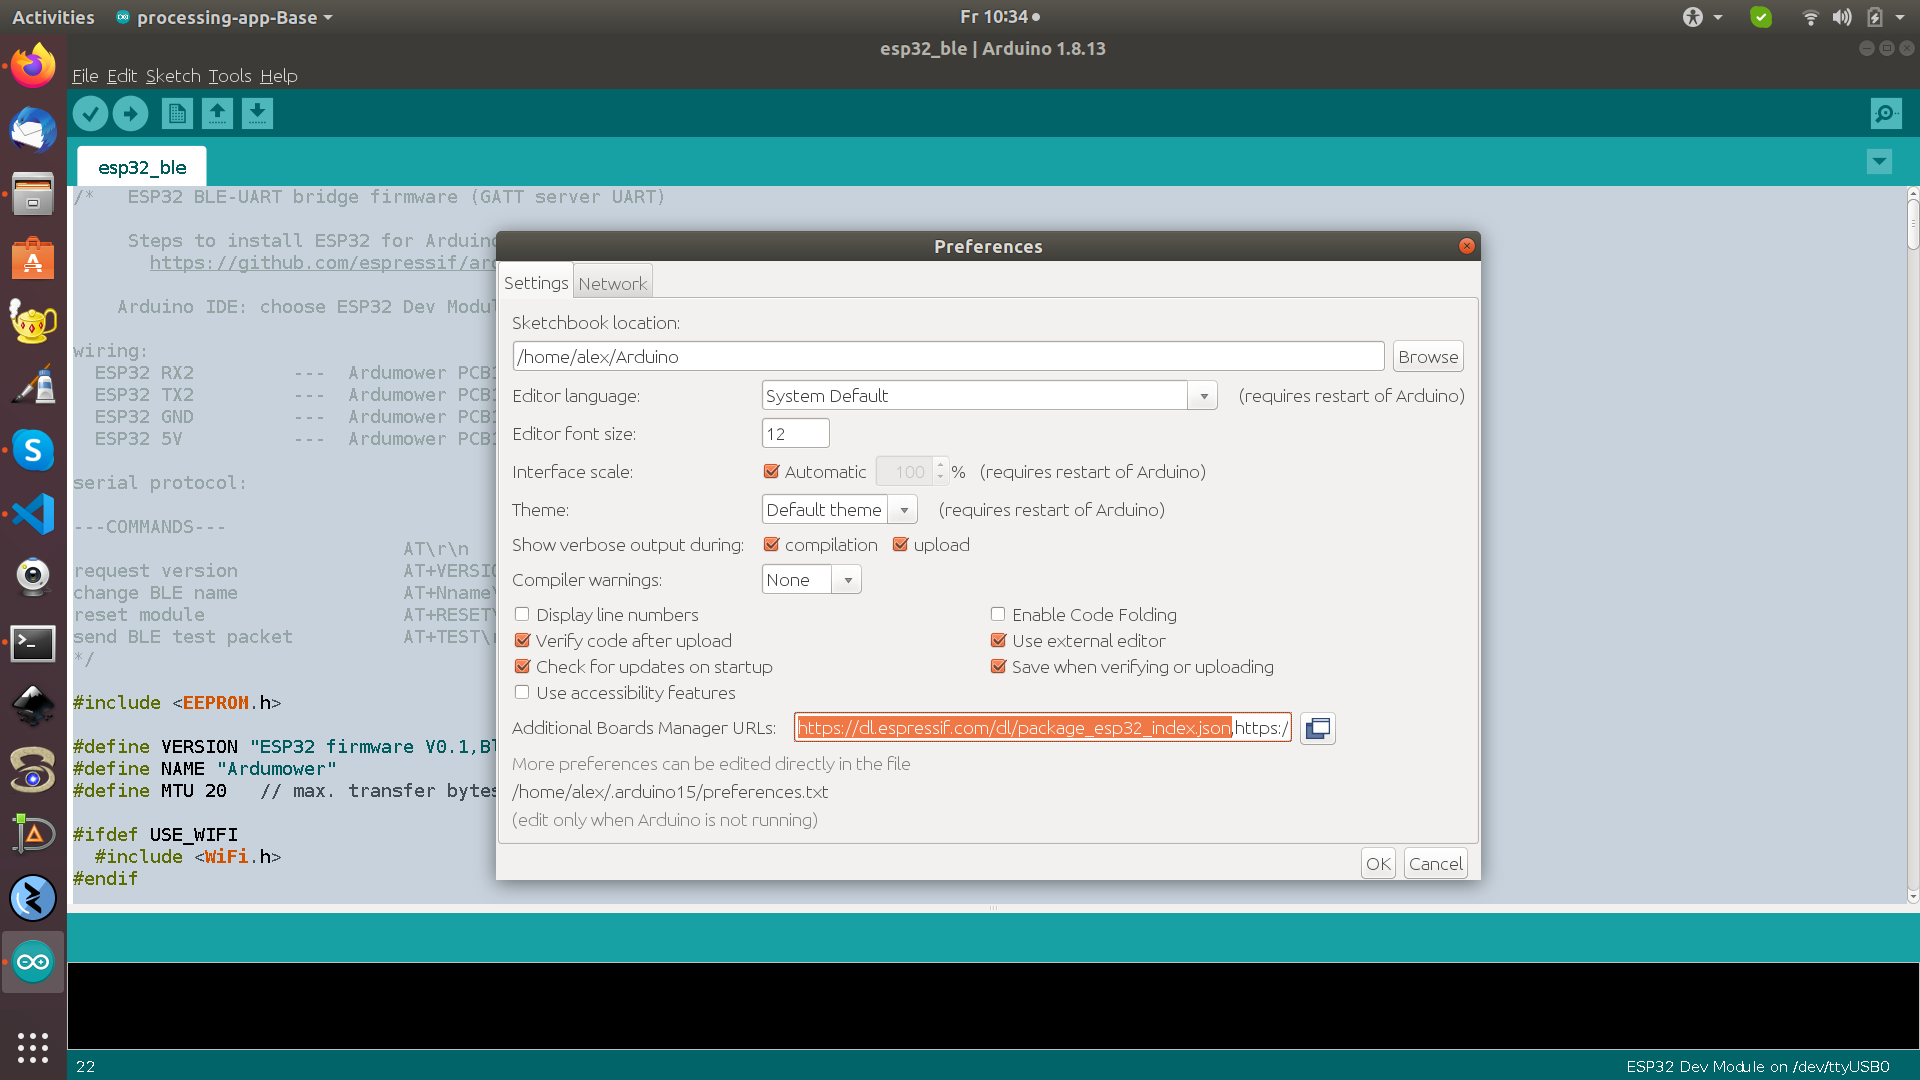 Activities processing-app-Base Fr 10:34
esp32_ble | Arduino 1.8.13
File Edit Sketch Tools Help
esp32_ble
/* ESP32 BLE-UART bridge firmware (GATT server UART)
Steps to install ESP32 for Arduino
https://github.com/espressif/ar
Arduino IDE: choose ESP32 Dev Modul
wiring:
ESP32 RX2 --- Ardumower PCB1
ESP32 TX2 --- Ardumower PCB1
ESP32 GND --- Ardumower PCB1
ESP32 5V --- Ardumower PCB1
serial protocol:
---COMMANDS---
AT\r\n
request version AT+VERSIO
change BLE name AT+Nname\
reset module AT+RESET\
send BLE test packet AT+TEST\r
*/
#include <EEPROM.h>
#define VERSION "ESP32 firmware V0.1,Bl
#define NAME "Ardumower"
#define MTU 20 // max. transfer bytes
#ifdef USE_WIFI
#include <WiFi.h>
#endif
Preferences
Settings Network
Sketchbook location:
/home/alex/Arduino Browse
Editor language: System Default (requires restart of Arduino)
Editor font size: 12
Interface scale: Automatic 100 % (requires restart of Arduino)
Theme: Default theme (requires restart of Arduino)
Show verbose output during: compilation upload
Compiler warnings: None
Display line numbers Enable Code Folding
Verify code after upload Use external editor
Check for updates on startup Save when verifying or uploading
Use accessibility features
Additional Boards Manager URLs: https://dl.espressif.com/dl/package_esp32_index.json,https:/
More preferences can be edited directly in the file
/home/alex/.arduino15/preferences.txt
(edit only when Arduino is not running)
OK Cancel
22 ESP32 Dev Module on /dev/ttyUSB0